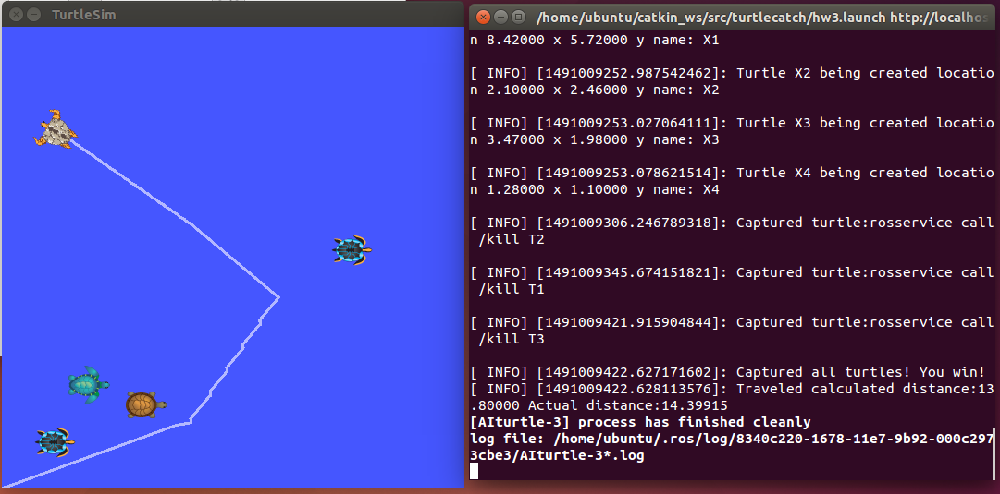 TurtleSim
/home/ubuntu/catkin_ws/src/turtlecatch/hw3.launch http://localhos
n 8.42000 x 5.72000 y name: X1
[ INFO] [1491009252.987542462]: Turtle X2 being created locatio
n 2.10000 x 2.46000 y name: X2
[ INFO] [1491009253.027064111]: Turtle X3 being created locatio
n 3.47000 x 1.98000 y name: X3
[ INFO] [1491009253.078621514]: Turtle X4 being created locatio
n 1.28000 x 1.10000 y name: X4
[ INFO] [1491009306.246789318]: Captured turtle:rosservice call
/kill T2
[ INFO] [1491009345.674151821]: Captured turtle:rosservice call
/kill T1
[ INFO] [1491009421.915904844]: Captured turtle:rosservice call
/kill T3
[ INFO] [1491009422.627171602]: Captured all turtles! You win!
[ INFO] [1491009422.628113576]: Traveled calculated distance:13
.80000 Actual distance:14.39915
[AIturtle-3] process has finished cleanly
log file: /home/ubuntu/.ros/log/8340c220-1678-11e7-9b92-000c297
3cbe3/AIturtle-3*.log